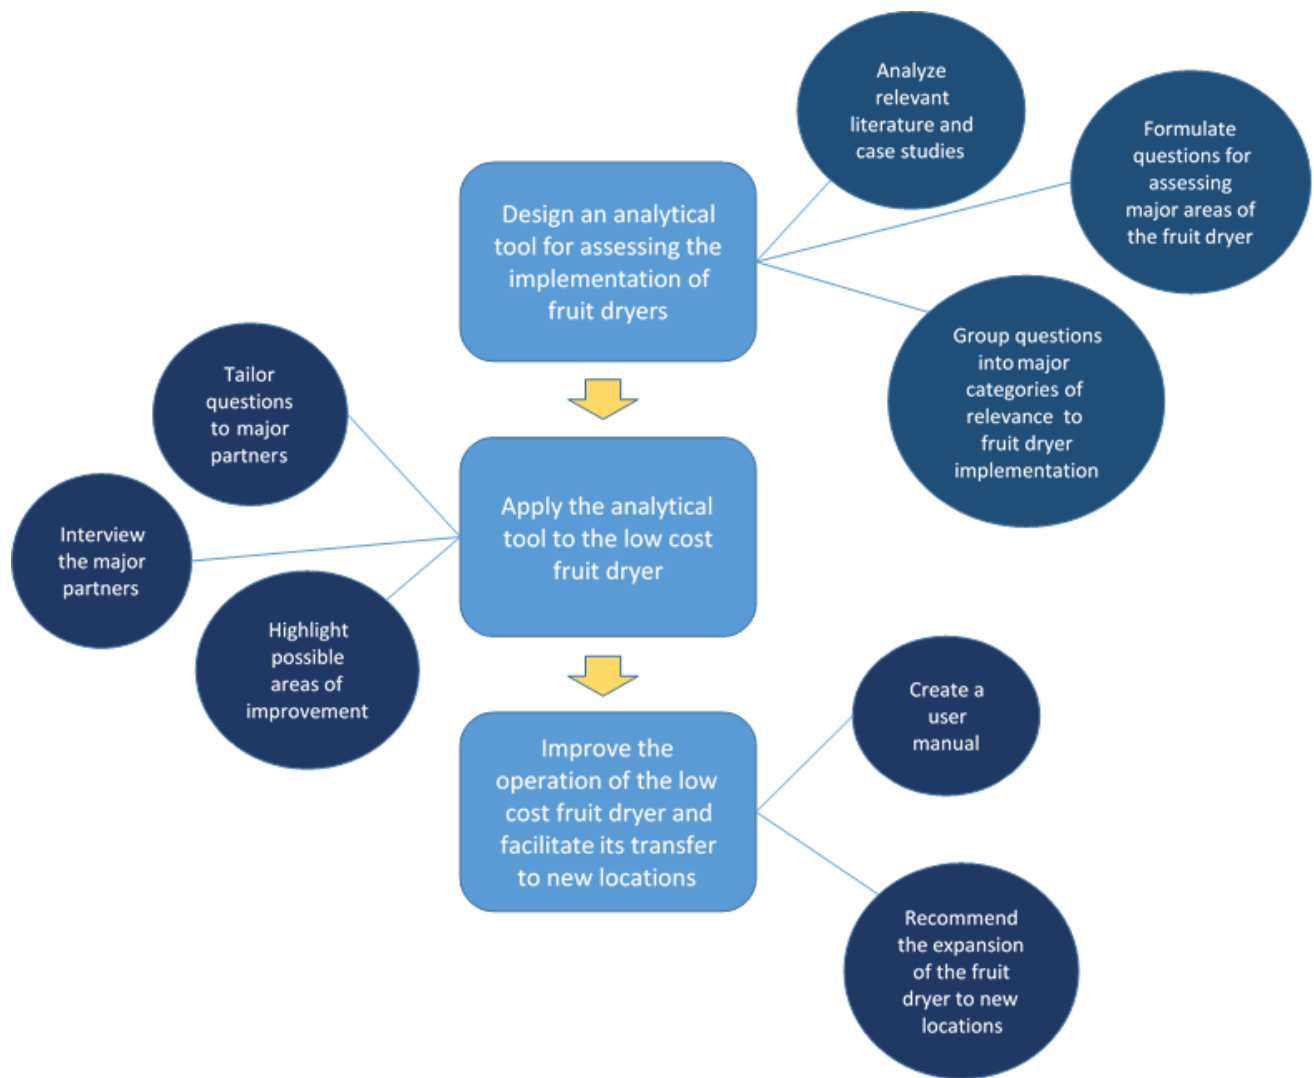 Analyze
relevant
literature and
case studies
Formulate
questions for
assessing
major areas of
the fruit dryer
Design an analytical
tool for assessing the
implementation of
fruit dryers
Group questions
into major
categories of
relevance to
fruit dryer
implementation
Tailor
questions
to major
partners
Interview
the major
partners
Highlight
possible
areas of
improvement
Apply the analytical
tool to the low cost
fruit dryer
Improve the
operation of the low
cost fruit dryer and
facilitate its transfer
to new locations
Create a
user
manual
Recommend
the expansion
of the fruit
dryer to new
locations